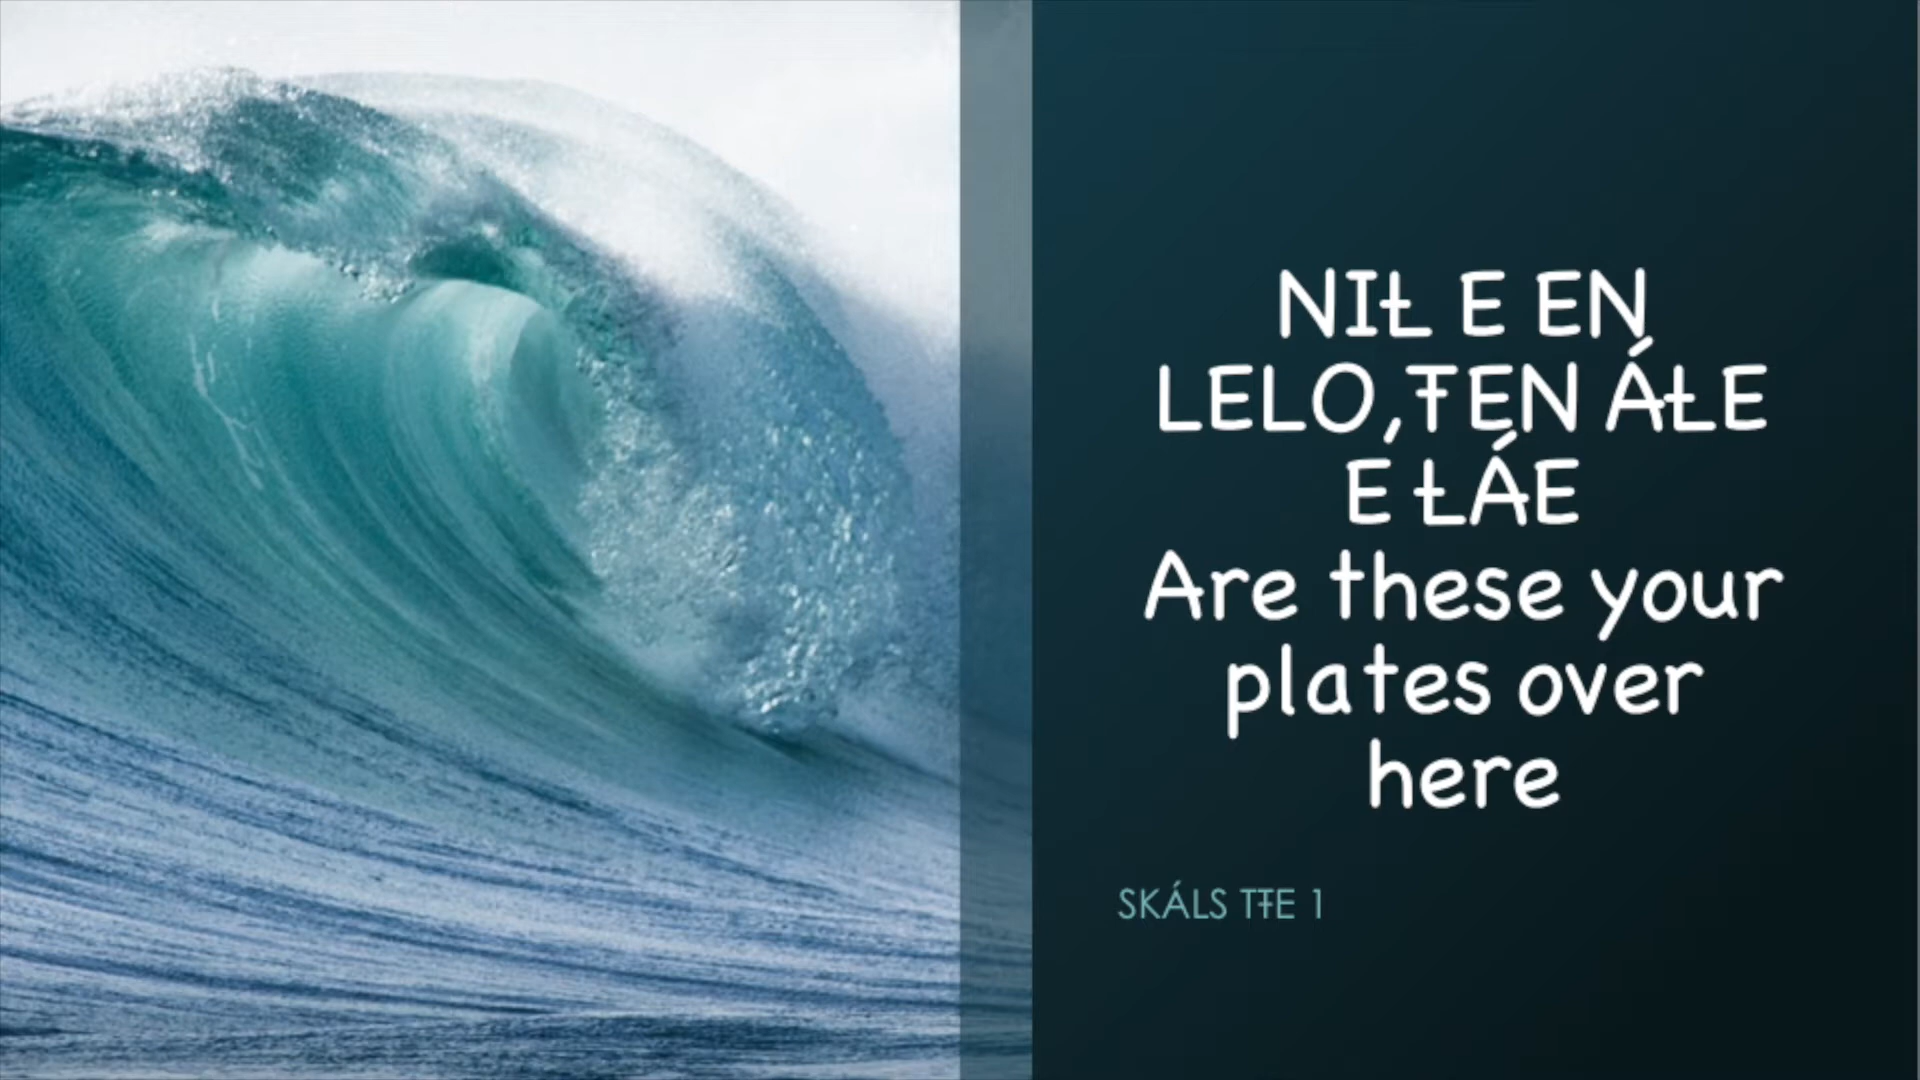 NIȽ E EN
LELO,ŦEN ÁȽE
E ȽÁE
Are these your
plates over
here
SKÁLS TŦE 1